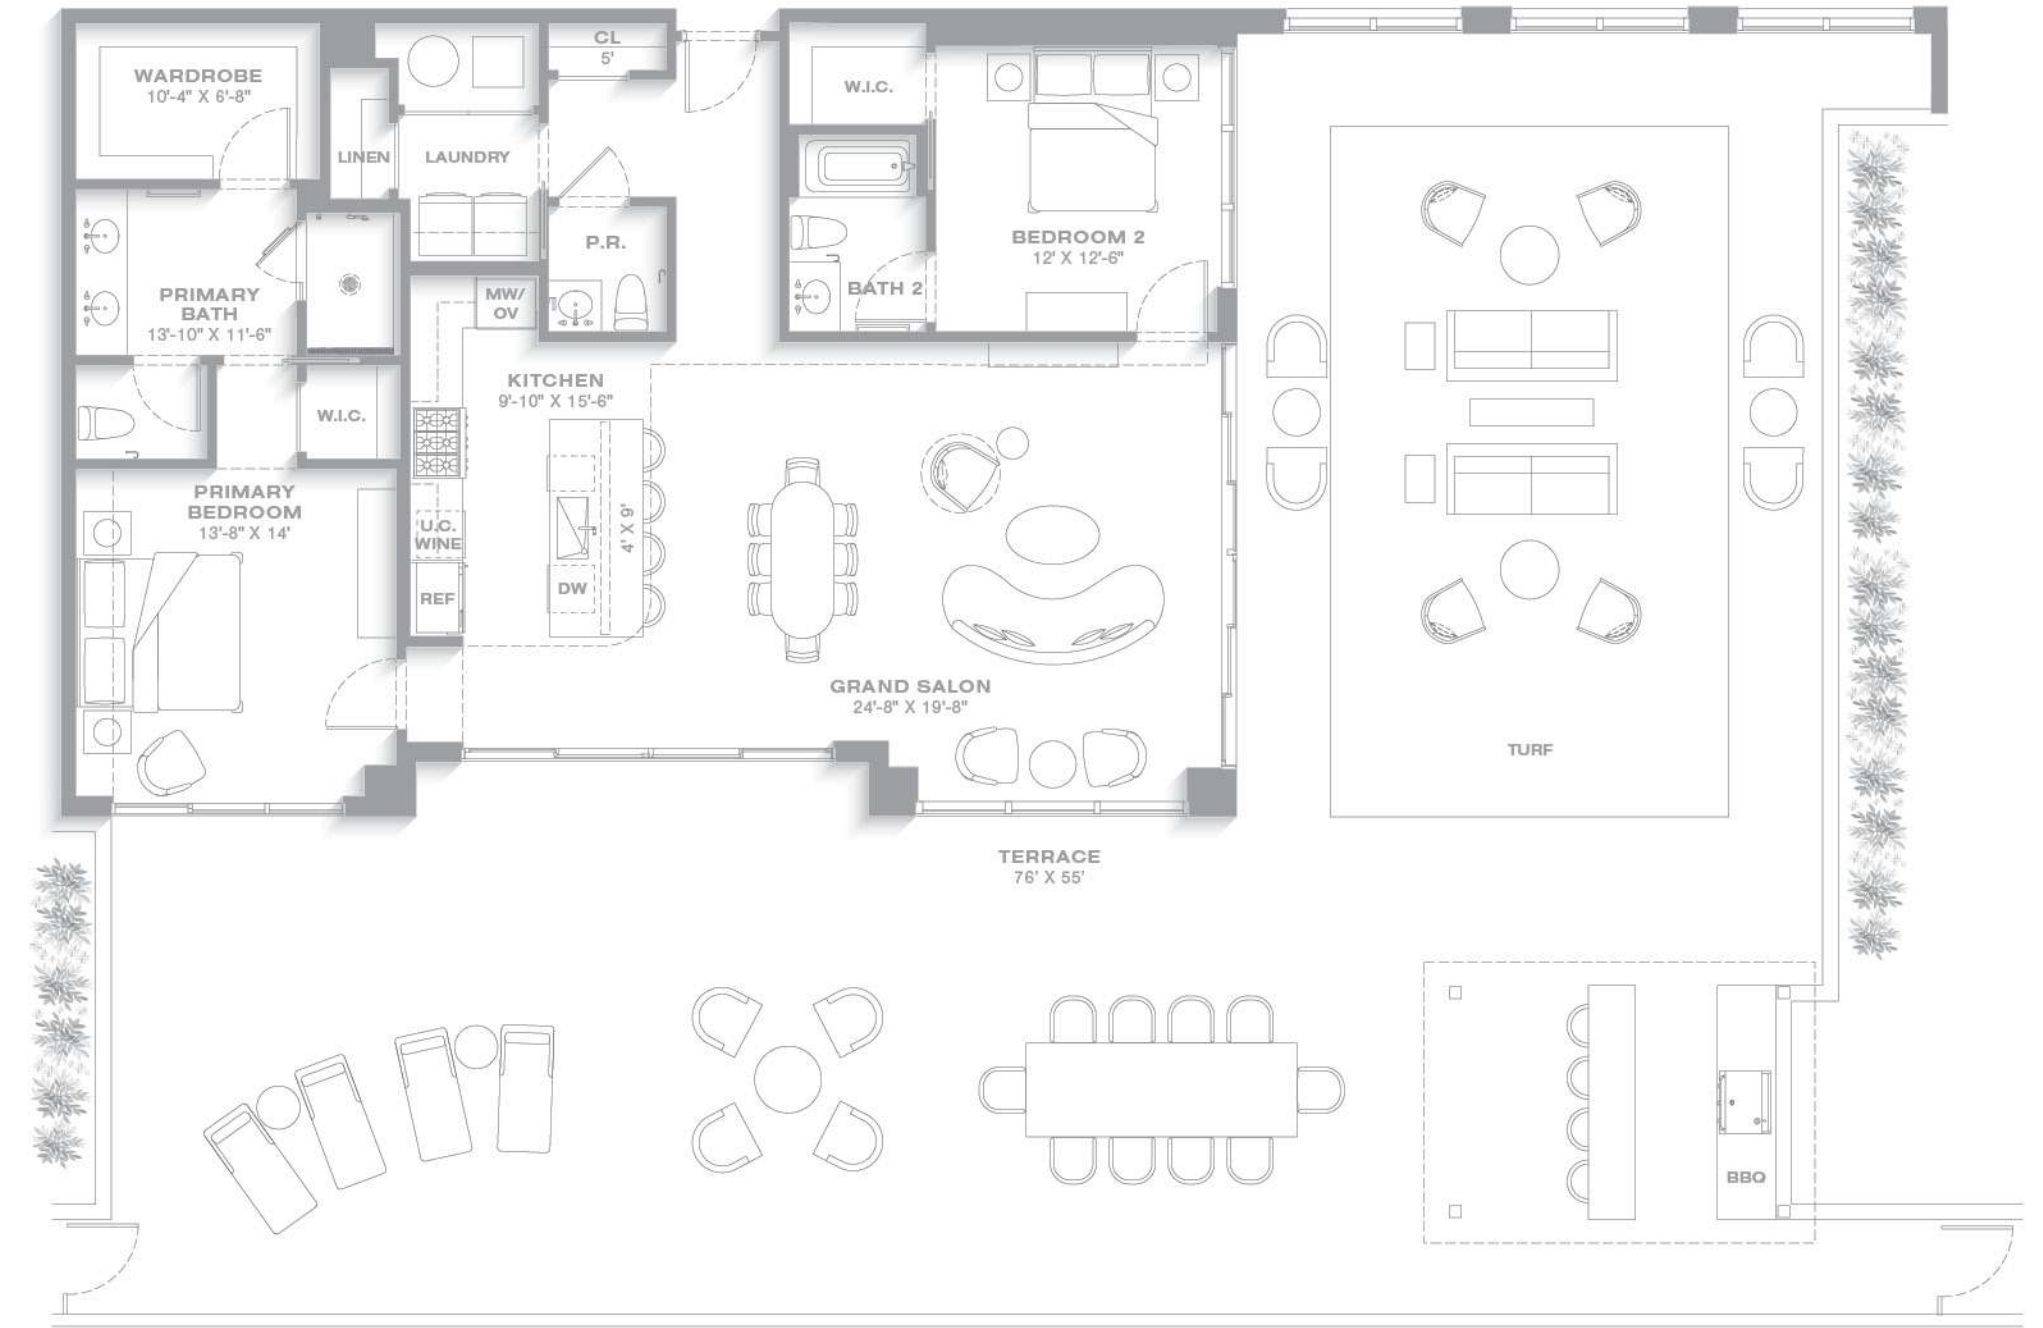 CL
5'
WARDROBE
10'-4" X 6'-8"
W.I.C.
LINEN
LAUNDRY
P.R.
BEDROOM 2
12' X 12'-6"
BATH 2
PRIMARY
BATH
13'-10" X 11'-6"
MW/
OV
KITCHEN
9'-10" X 15'-6"
W.I.C.
PRIMARY
BEDROOM
13'-8" X 14'
U.C.
WINE
4' X 9'
DW
REF
GRAND SALON
24'-8" X 19'-8"
TURF
TERRACE
76' X 55'
BBQ